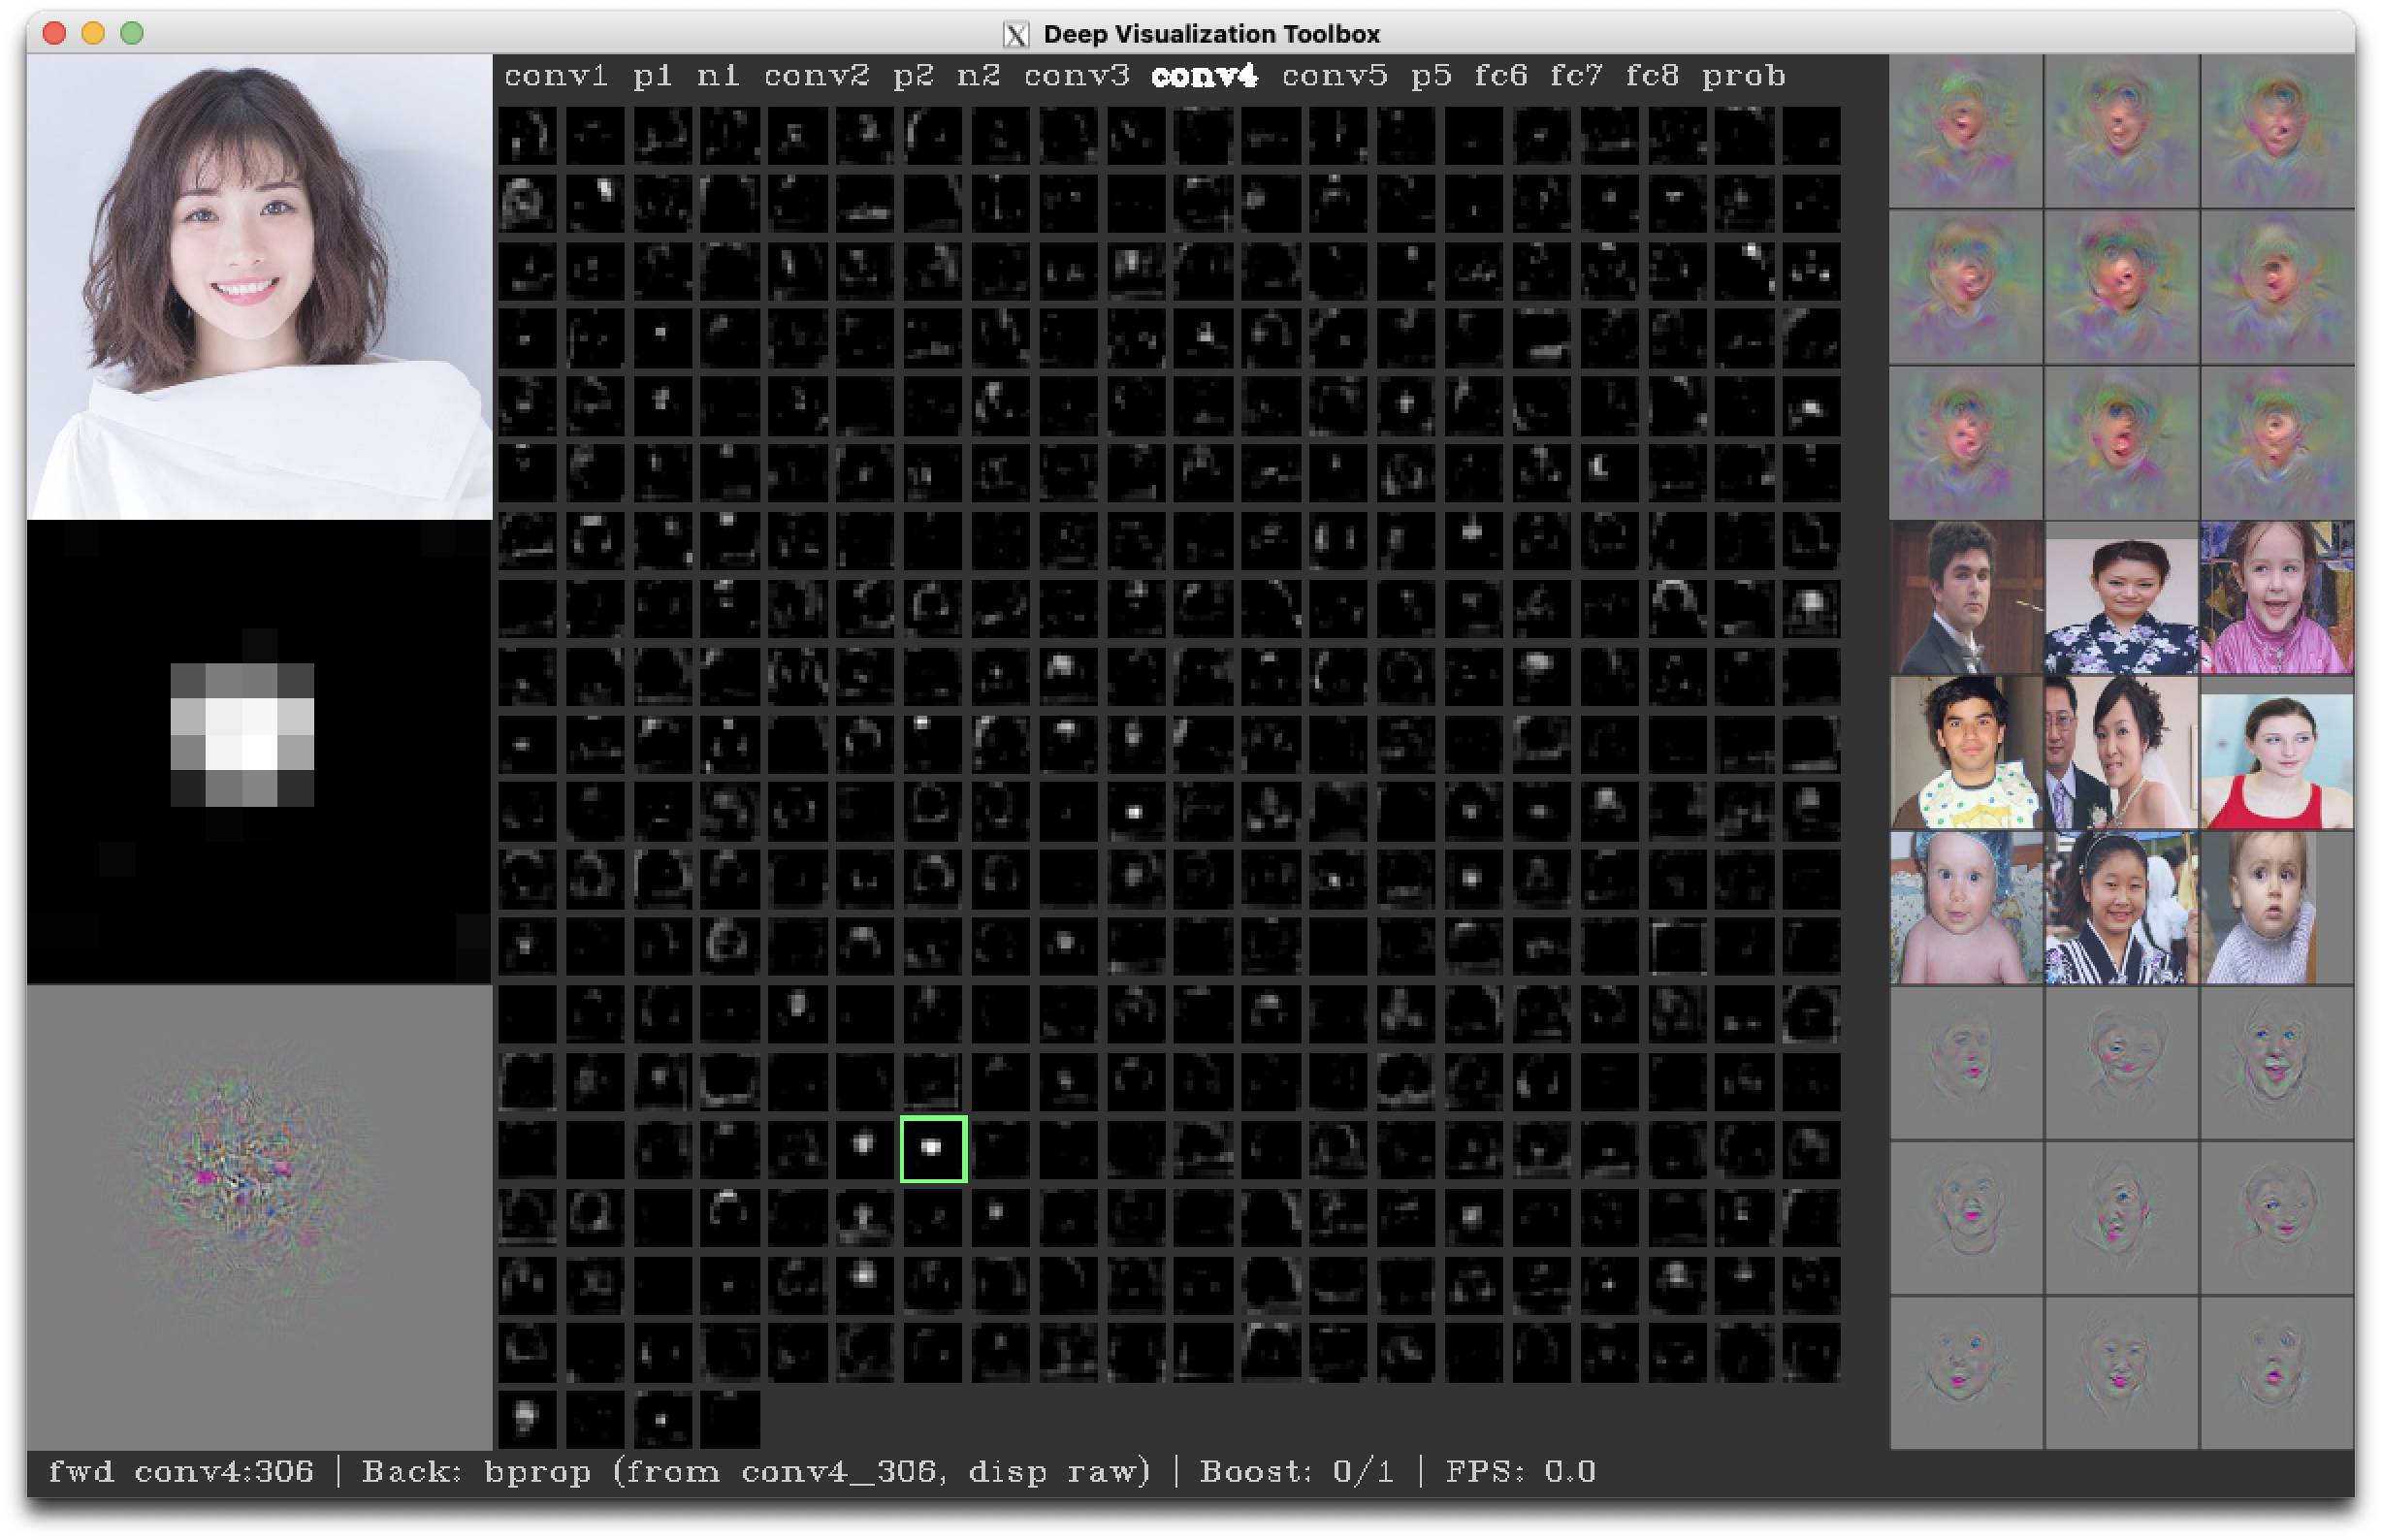 Deep Visualization Toolbox
conv1 p1 n1 conv2 p2 n2 conv3 conv4 conv5 p5 fc6 fc7 fc8 prob
fwd conv4:306 | Back: bprop (from conv4_306, disp raw) | Boost: 0/1 | FPS: 0.0